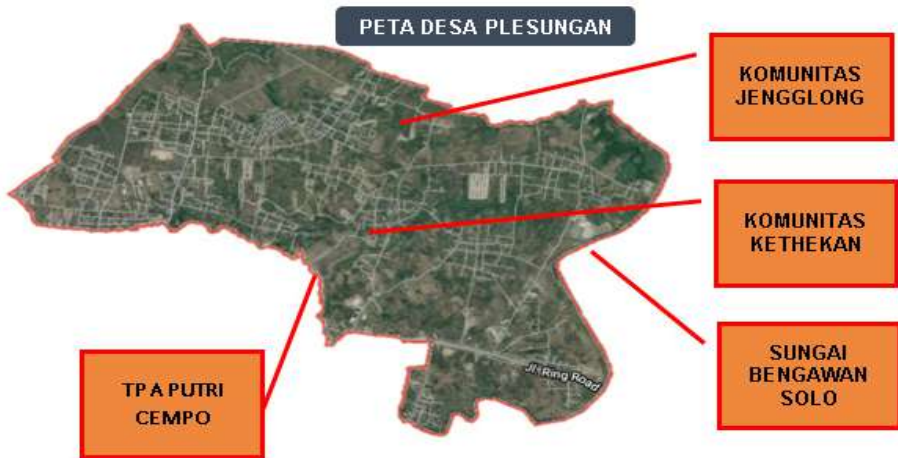 PETA DESA PLESUNGAN
KOMUNITAS
JENGGLONG
KOMUNITAS
KETHEKAN
SUNGAI
BENGAWAN
SOLO
TPA PUTRI
CEMPO
Jl. Ring Road